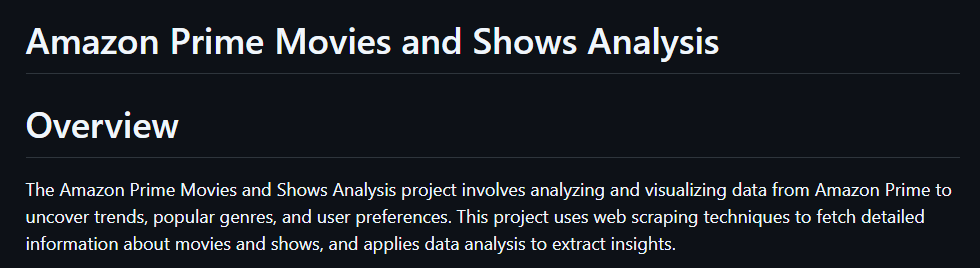 Amazon Prime Movies and Shows Analysis
Overview
The Amazon Prime Movies and Shows Analysis project involves analyzing and visualizing data from Amazon Prime to
uncover trends, popular genres, and user preferences. This project uses web scraping techniques to fetch detailed
information about movies and shows, and applies data analysis to extract insights.